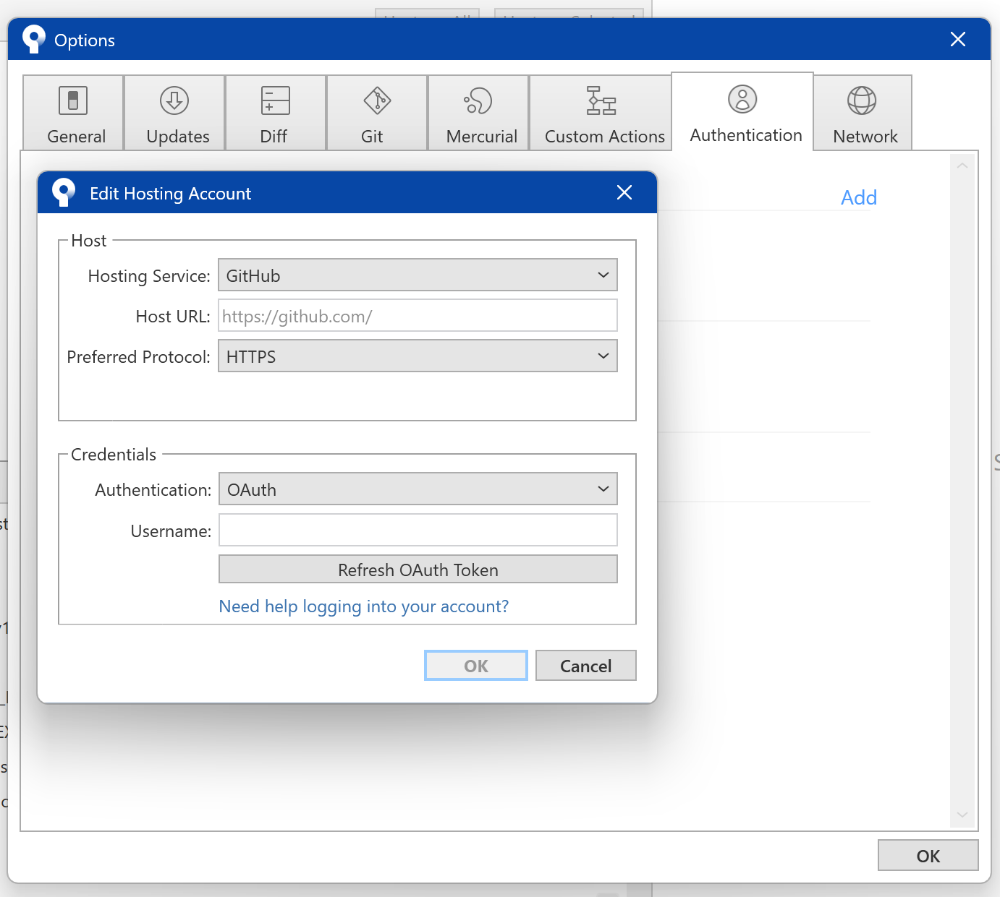 Options
General
Updates
Diff
Git
Mercurial
Custom Actions
Authentication
Network
Add
Edit Hosting Account
Host
Hosting Service: GitHub
Host URL: https://github.com/
Preferred Protocol: HTTPS
Credentials
Authentication: OAuth
Username:
Refresh OAuth Token
Need help logging into your account?
OK Cancel
OK